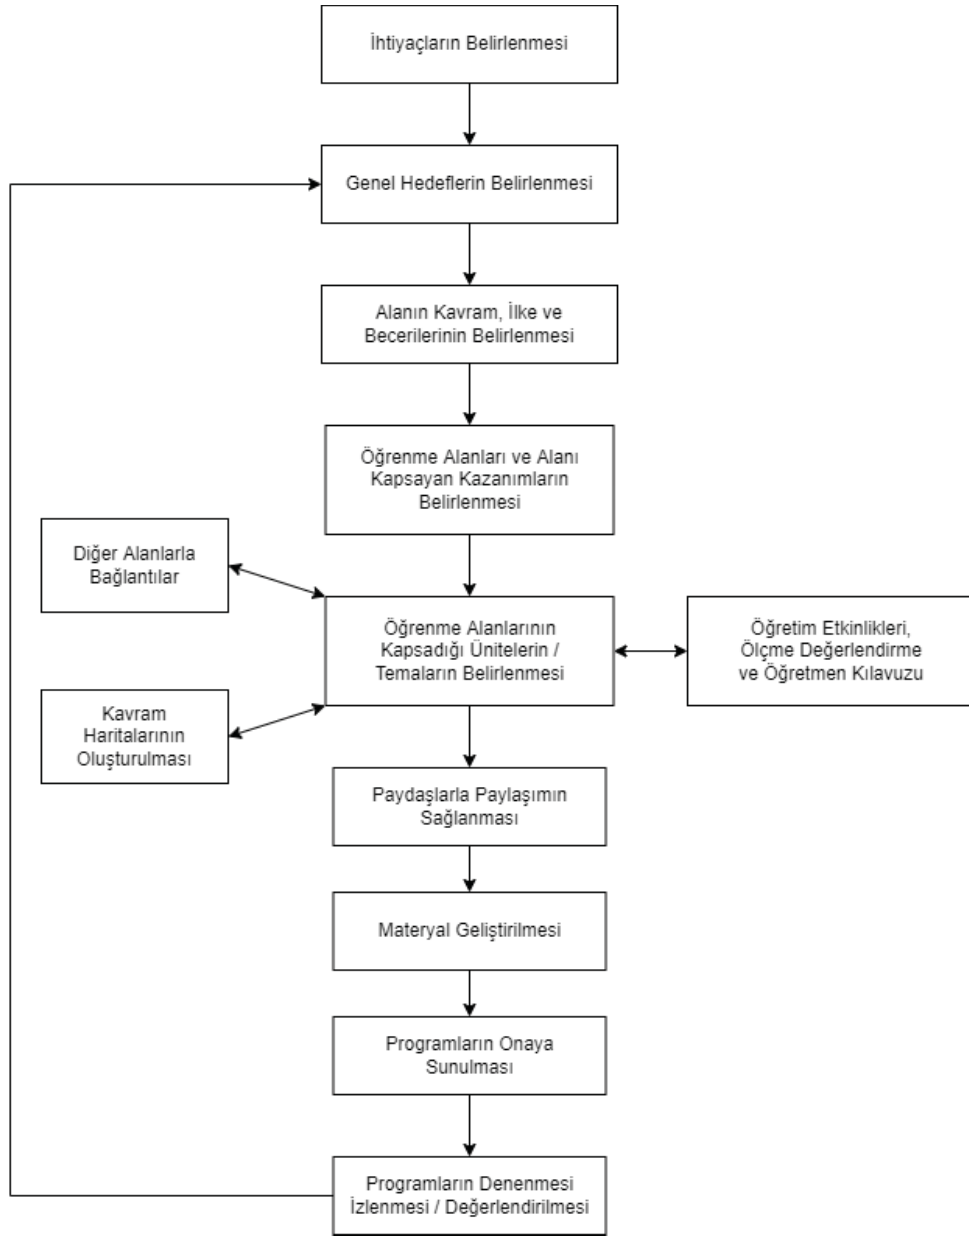 İhtiyaçların Belirlenmesi
Genel Hedeflerin Belirlenmesi
Alanın Kavram, İlke ve
Becerilerinin Belirlenmesi
Öğrenme Alanları ve Alanı
Kapsayan Kazanımların
Belirlenmesi
Diğer Alanlarla
Bağlantılar
Öğrenme Alanlarının
Kapsadığı Ünitelerin /
Temaların Belirlenmesi
Öğretim Etkinlikleri,
Ölçme Değerlendirme
ve Öğretmen Kılavuzu
Kavram
Haritalarının
Oluşturulması
Paydaşlarla Paylaşımın
Sağlanması
Materyal Geliştirilmesi
Programların Onaya
Sunulması
Programların Denenmesi
İzlenmesi / Değerlendirilmesi